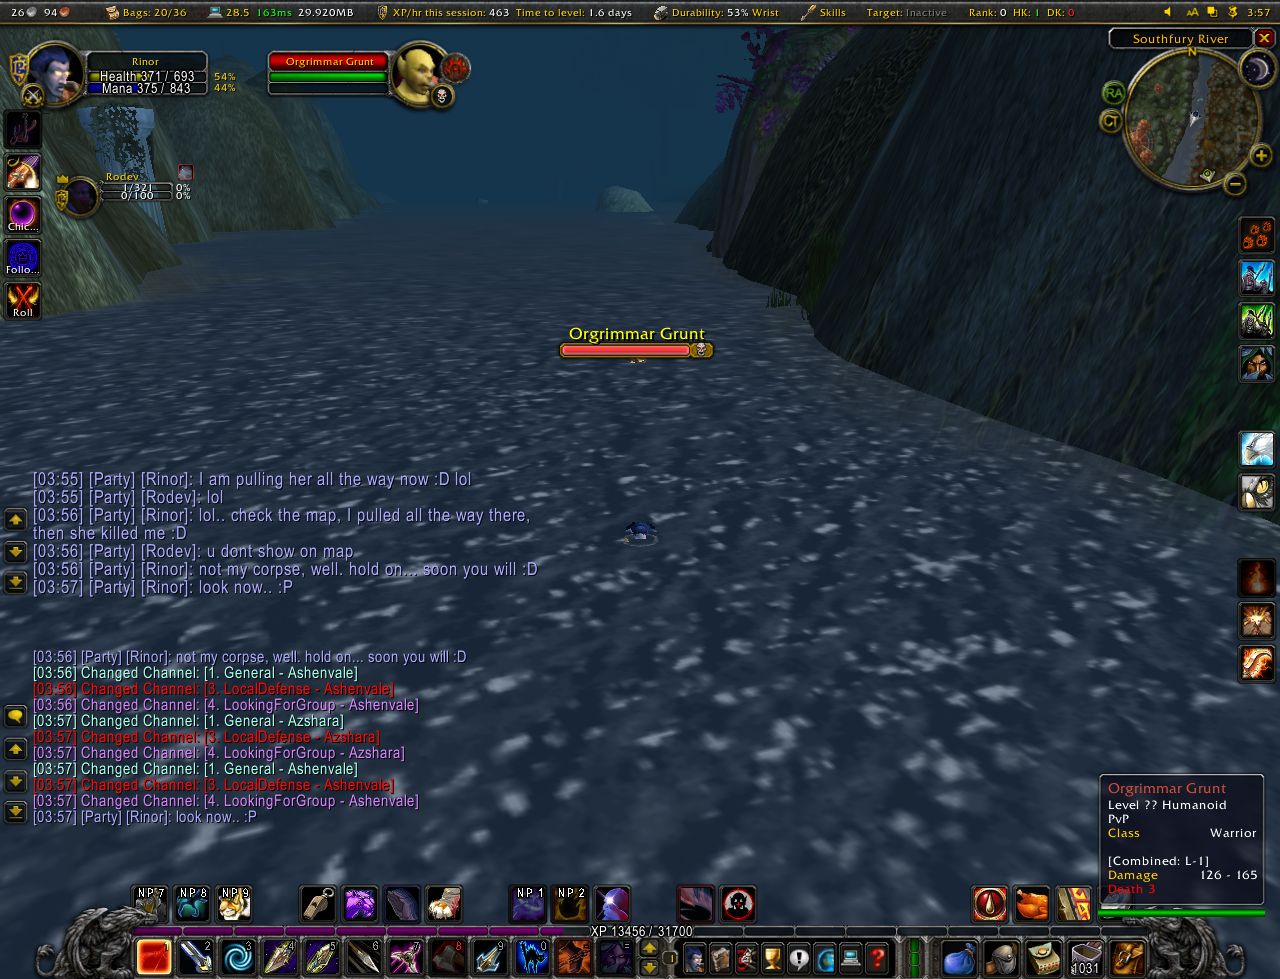 26 94 Bags: 20/36 28.5 163ms 29.920MB XP/hr this session: 463 Time to level: 1.6 days Durability: 53% Wrist Skills Target: Inactive Rank: 0 HK: 1 DK: 0 3:57
Southfury River
N
Rinor
Health 371 / 693 54%
Mana 375 / 843 44%
Orgrimmar Grunt
RA
CT
Rodev
1/321 0%
0/100 0%
Chic...
Follo...
Roll
Orgrimmar Grunt
[03:55] [Party] [Rinor]: I am pulling her all the way now :D lol
[03:55] [Party] [Rodev]: lol
[03:56] [Party] [Rinor]: lol.. check the map, I pulled all the way there,
then she killed me :D
[03:56] [Party] [Rodev]: u dont show on map
[03:56] [Party] [Rinor]: not my corpse, well. hold on... soon you will :D
[03:57] [Party] [Rinor]: look now.. :P
[03:56] [Party] [Rinor]: not my corpse, well. hold on... soon you will :D
[03:56] Changed Channel: [1. General - Ashenvale]
[03:56] Changed Channel: [3. LocalDefense - Ashenvale]
[03:56] Changed Channel: [4. LookingForGroup - Ashenvale]
[03:57] Changed Channel: [1. General - Azshara]
[03:57] Changed Channel: [3. LocalDefense - Azshara]
[03:57] Changed Channel: [4. LookingForGroup - Azshara]
[03:57] Changed Channel: [1. General - Ashenvale]
[03:57] Changed Channel: [3. LocalDefense - Ashenvale]
[03:57] Changed Channel: [4. LookingForGroup - Ashenvale]
[03:57] [Party] [Rinor]: look now.. :P
Orgrimmar Grunt
Level ?? Humanoid
PvP
Class Warrior
[Combined: L-1]
Damage 126 - 165
Death 3
NP 7 NP 8 NP 9 NP 1 NP 2
XP 13456 / 31700
1 2 3 4 5 6 7 8 9 0 - =
1031